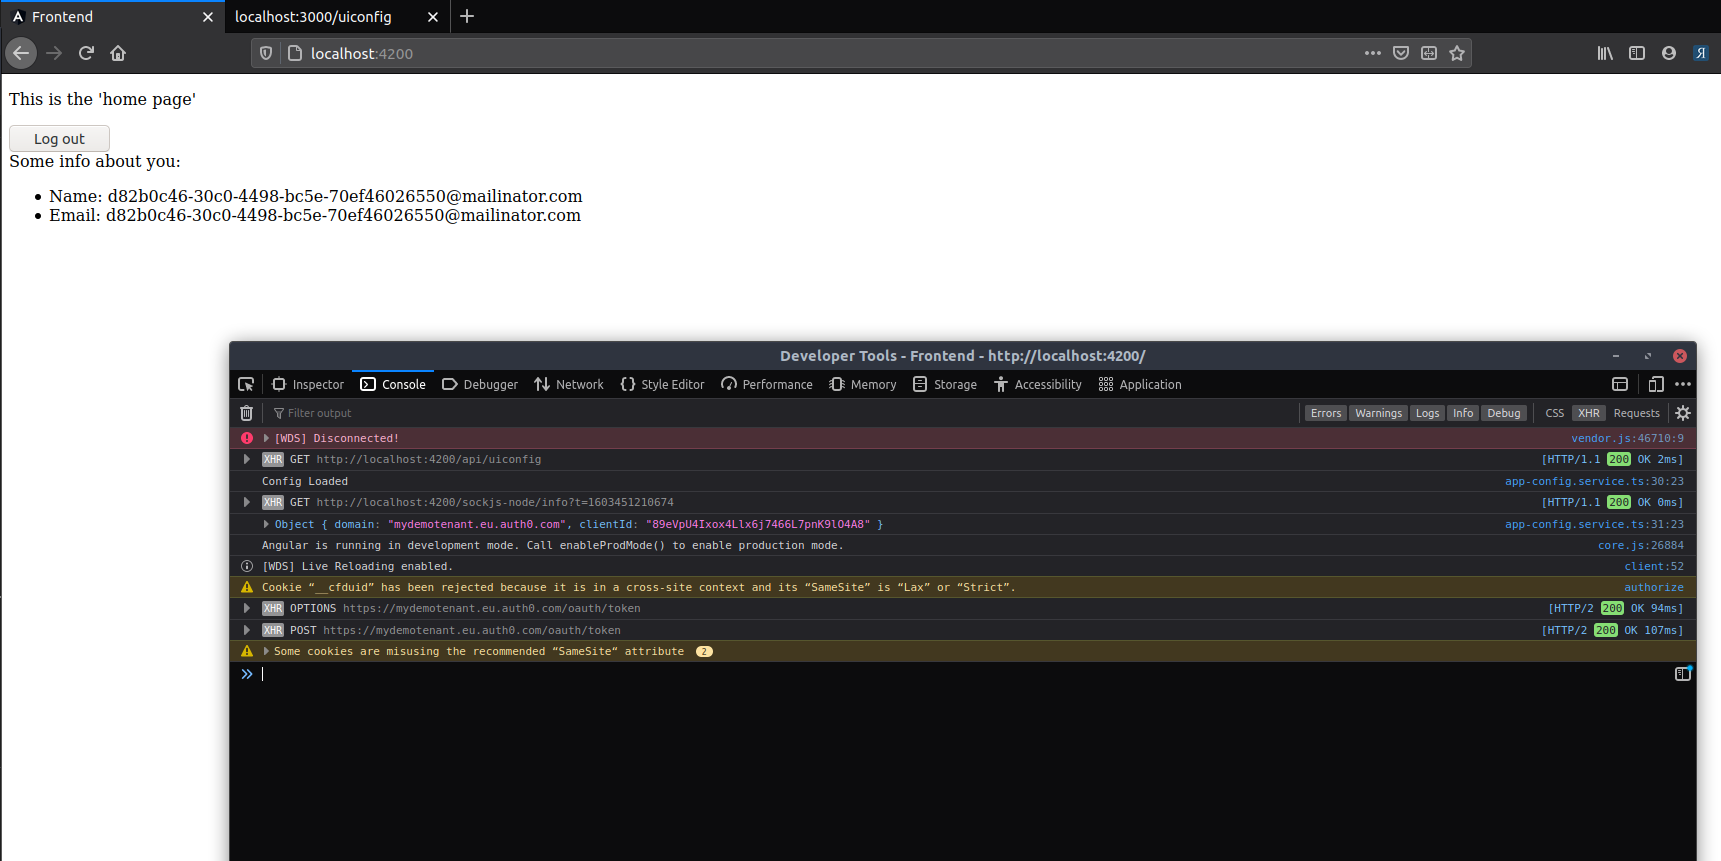 Frontend
localhost:3000/uiconfig
localhost:4200
This is the 'home page'
Log out
Some info about you:
Name: d82b0c46-30c0-4498-bc5e-70ef46026550@mailinator.com
Email: d82b0c46-30c0-4498-bc5e-70ef46026550@mailinator.com
Developer Tools - Frontend - http://localhost:4200/
Inspector Console Debugger Network Style Editor Performance Memory Storage Accessibility Application
Filter output Errors Warnings Logs Info Debug CSS XHR Requests
[WDS] Disconnected! vendor.js:46710:9
XHR GET http://localhost:4200/api/uiconfig [HTTP/1.1 200 OK 2ms]
Config Loaded app-config.service.ts:30:23
XHR GET http://localhost:4200/sockjs-node/info?t=1603451210674 [HTTP/1.1 200 OK 0ms]
Object { domain: "mydemotenant.eu.auth0.com", clientId: "89eVpU4Ixox4Llx6j7466L7pnK9lO4A8" } app-config.service.ts:31:23
Angular is running in development mode. Call enableProdMode() to enable production mode. core.js:26884
[WDS] Live Reloading enabled. client:52
Cookie “__cfduid” has been rejected because it is in a cross-site context and its “SameSite” is “Lax” or “Strict”. authorize
XHR OPTIONS https://mydemotenant.eu.auth0.com/oauth/token [HTTP/2 200 OK 94ms]
XHR POST https://mydemotenant.eu.auth0.com/oauth/token [HTTP/2 200 OK 107ms]
Some cookies are misusing the recommended “SameSite“ attribute 2